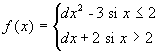 f(x) = { dx² - 3 si x ≤ 2
dx + 2 si x > 2